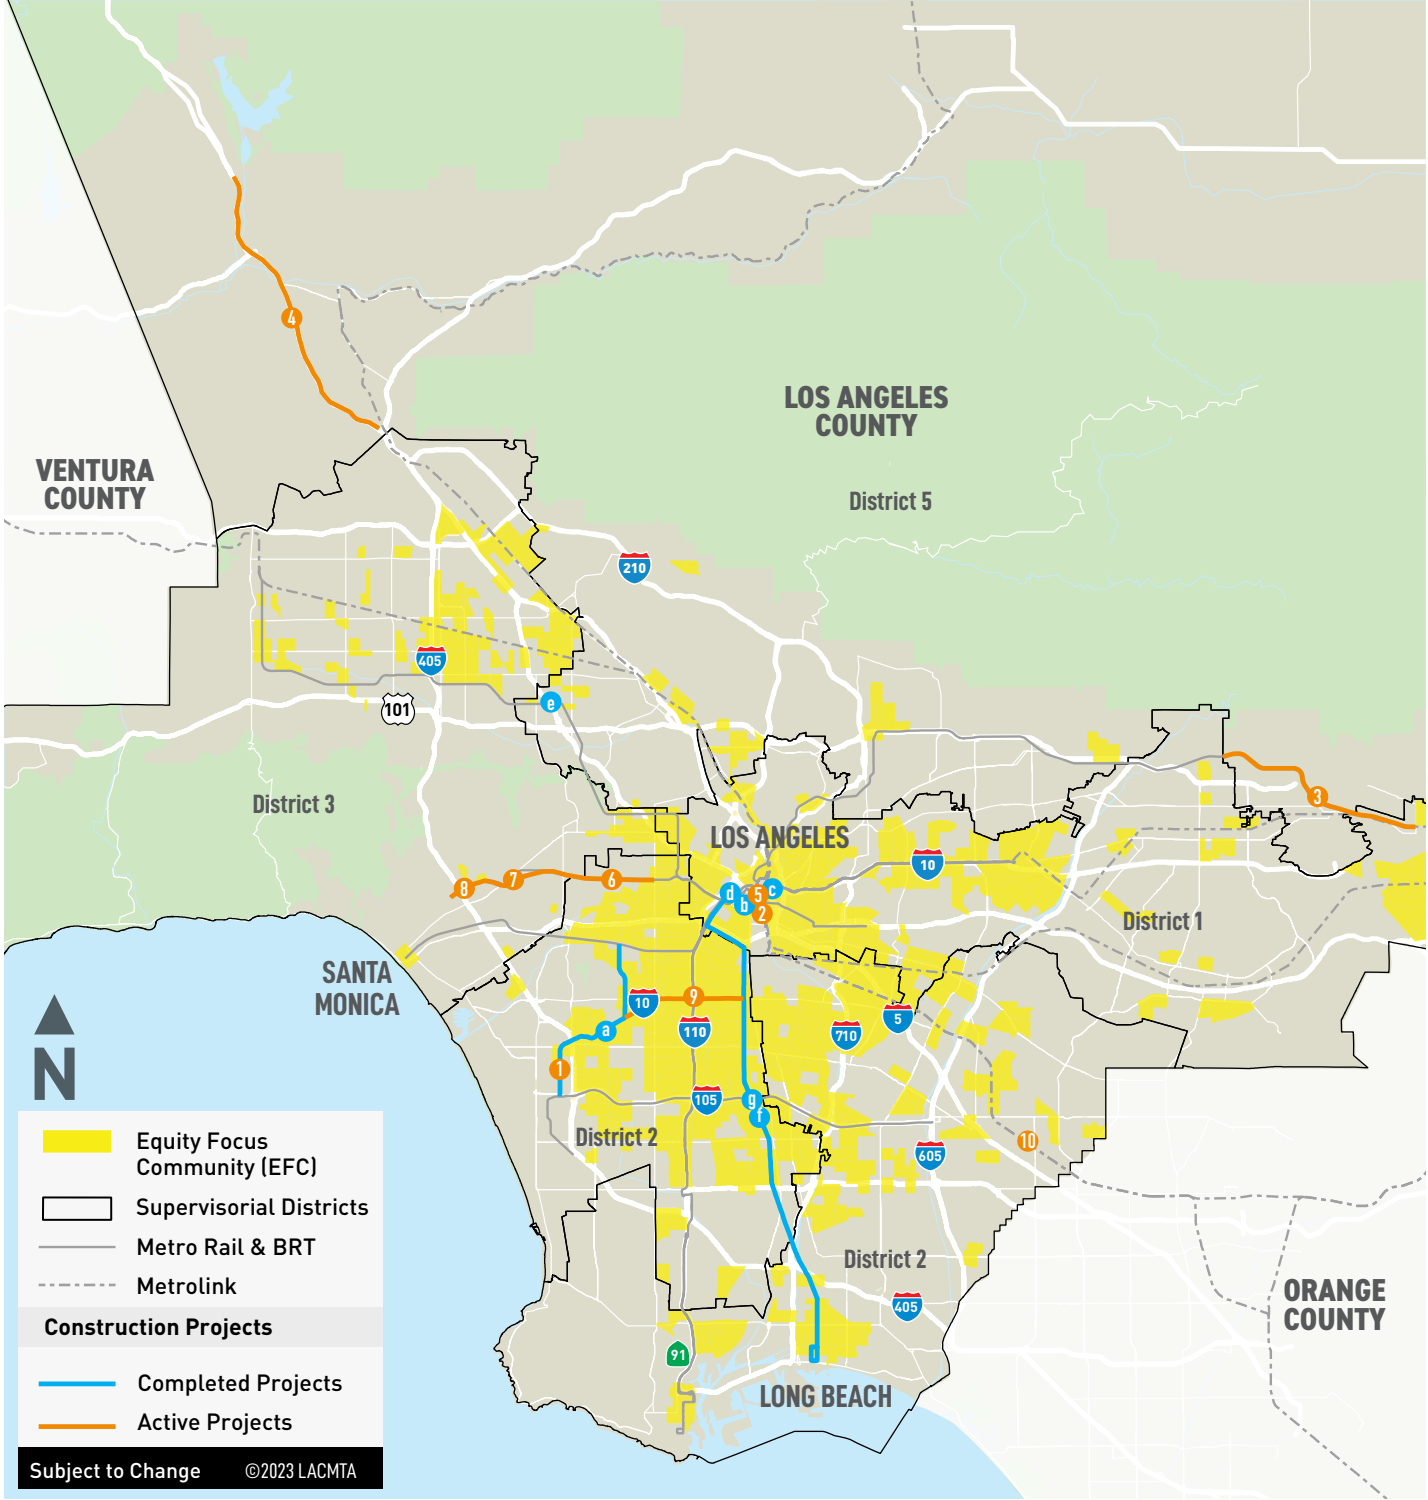 4
LOS ANGELES
COUNTY
VENTURA
COUNTY
District 5
210
405
101
e
District 3
3
LOS ANGELES
10
8
7
6
d
b
5
c
2
District 1
SANTA
MONICA
10
9
a
110
5
710
1
N
105
g
f
District 2
10
605
Equity Focus
Community (EFC)
Supervisorial Districts
Metro Rail & BRT
Metrolink
Construction Projects
Completed Projects
Active Projects
Subject to Change ©2023 LACMTA
District 2
ORANGE
COUNTY
405
91
LONG BEACH